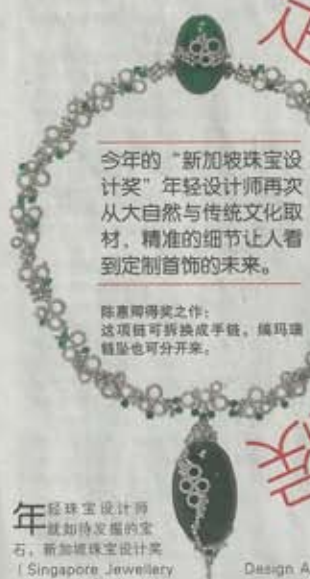 今年的“新加坡珠宝设
计奖”年轻设计师再次
从大自然与传统文化取
材，精准的细节让人看
到定制首饰的未来。
陈惠卿得奖之作：
这项链可拆换成手链，缟玛瑙
链坠也可分开来。
年轻珠宝设计师
就如待发掘的宝
石，新加坡珠宝设计奖
（Singapore Jewellery
Design A